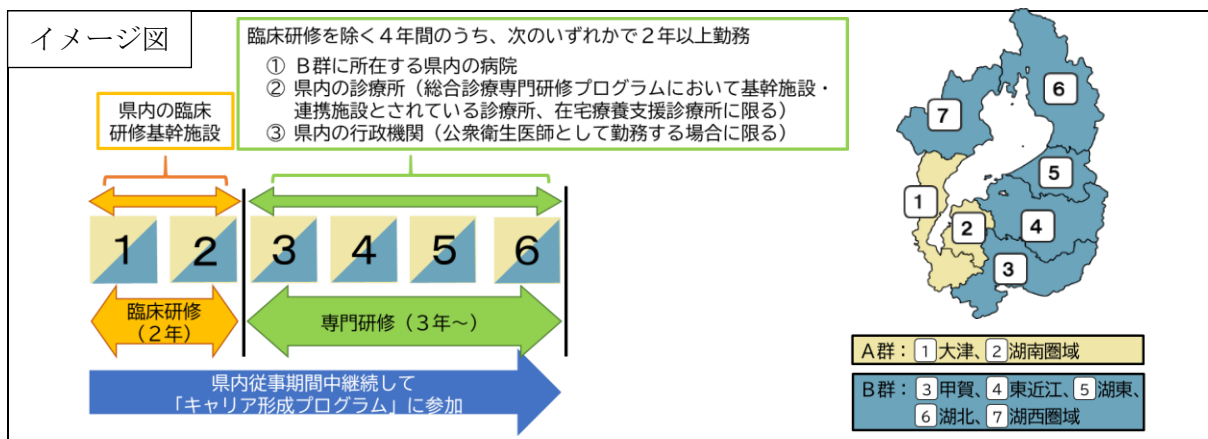 イメージ図
臨床研修を除く4年間のうち、次のいずれかで2年以上勤務
① B群に所在する県内の病院
② 県内の診療所（総合診療専門研修プログラムにおいて基幹施設・
連携施設とされている診療所、在宅療養支援診療所に限る）
③ 県内の行政機関（公衆衛生医師として勤務する場合に限る）
県内の臨床
研修基幹施設
1 2 3 4 5 6
臨床研修
（2年）
専門研修（3年～）
県内従事期間中継続して
「キャリア形成プログラム」に参加
6
7
5
1
2
4
3
A群： 1 大津、 2 湖南圏域
B群： 3 甲賀、 4 東近江、 5 湖東、
6 湖北、 7 湖西圏域